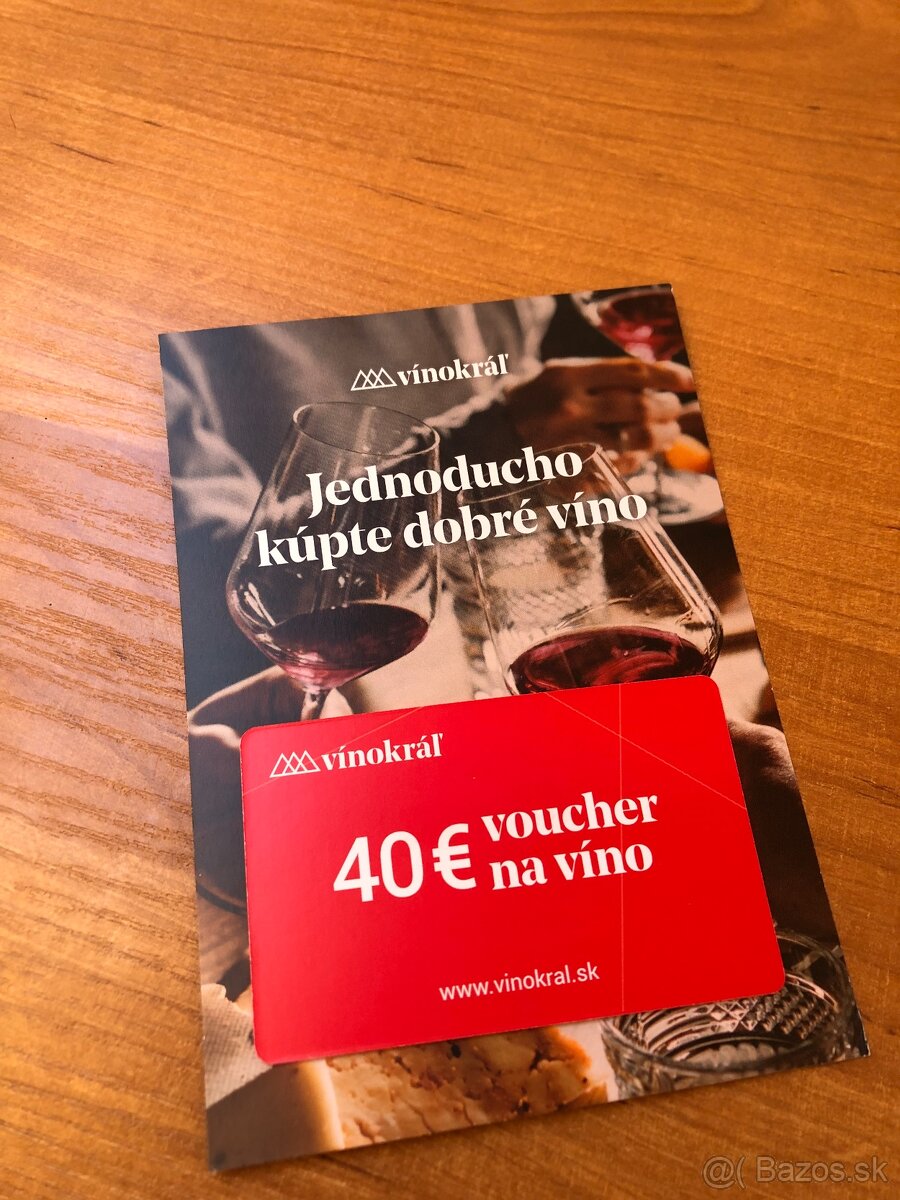 vínokráľ
Jednoducho
kúpte dobré víno
vínokráľ
40€ voucher
na víno
www.vinokral.sk
@( Bazos.sk